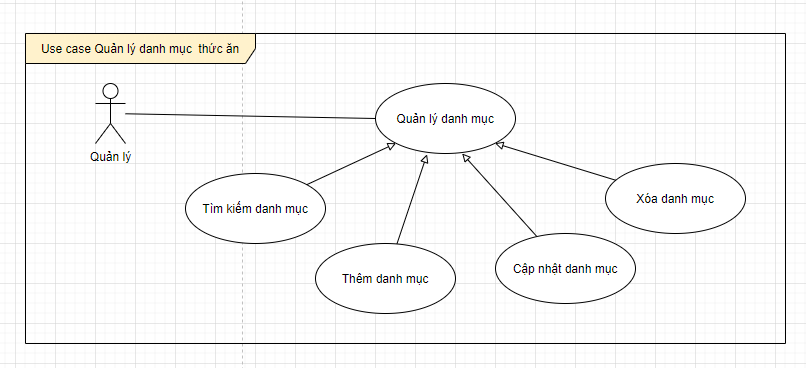 Use case Quản lý danh mục thức ăn
Quản lý danh mục
Quản lý
Tìm kiếm danh mục
Xóa danh mục
Thêm danh mục
Cập nhật danh mục